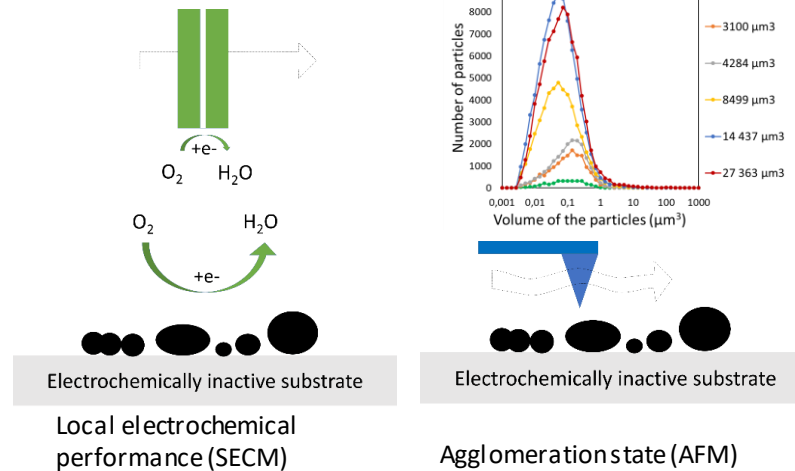 +e-
O2
H2O
O2
H2O
+e-
Electrochemically inactive substrate
Local electrochemical
performance (SECM)
Number of particles
8000
7000
6000
5000
4000
3000
2000
1000
0
0,001
0,01
0,1
1
10
100
1000
Volume of the particles (µm³)
3100 µm3
4284 µm3
8499 µm3
14 437 µm3
27 363 µm3
Electrochemically inactive substrate
Agglomeration state (AFM)